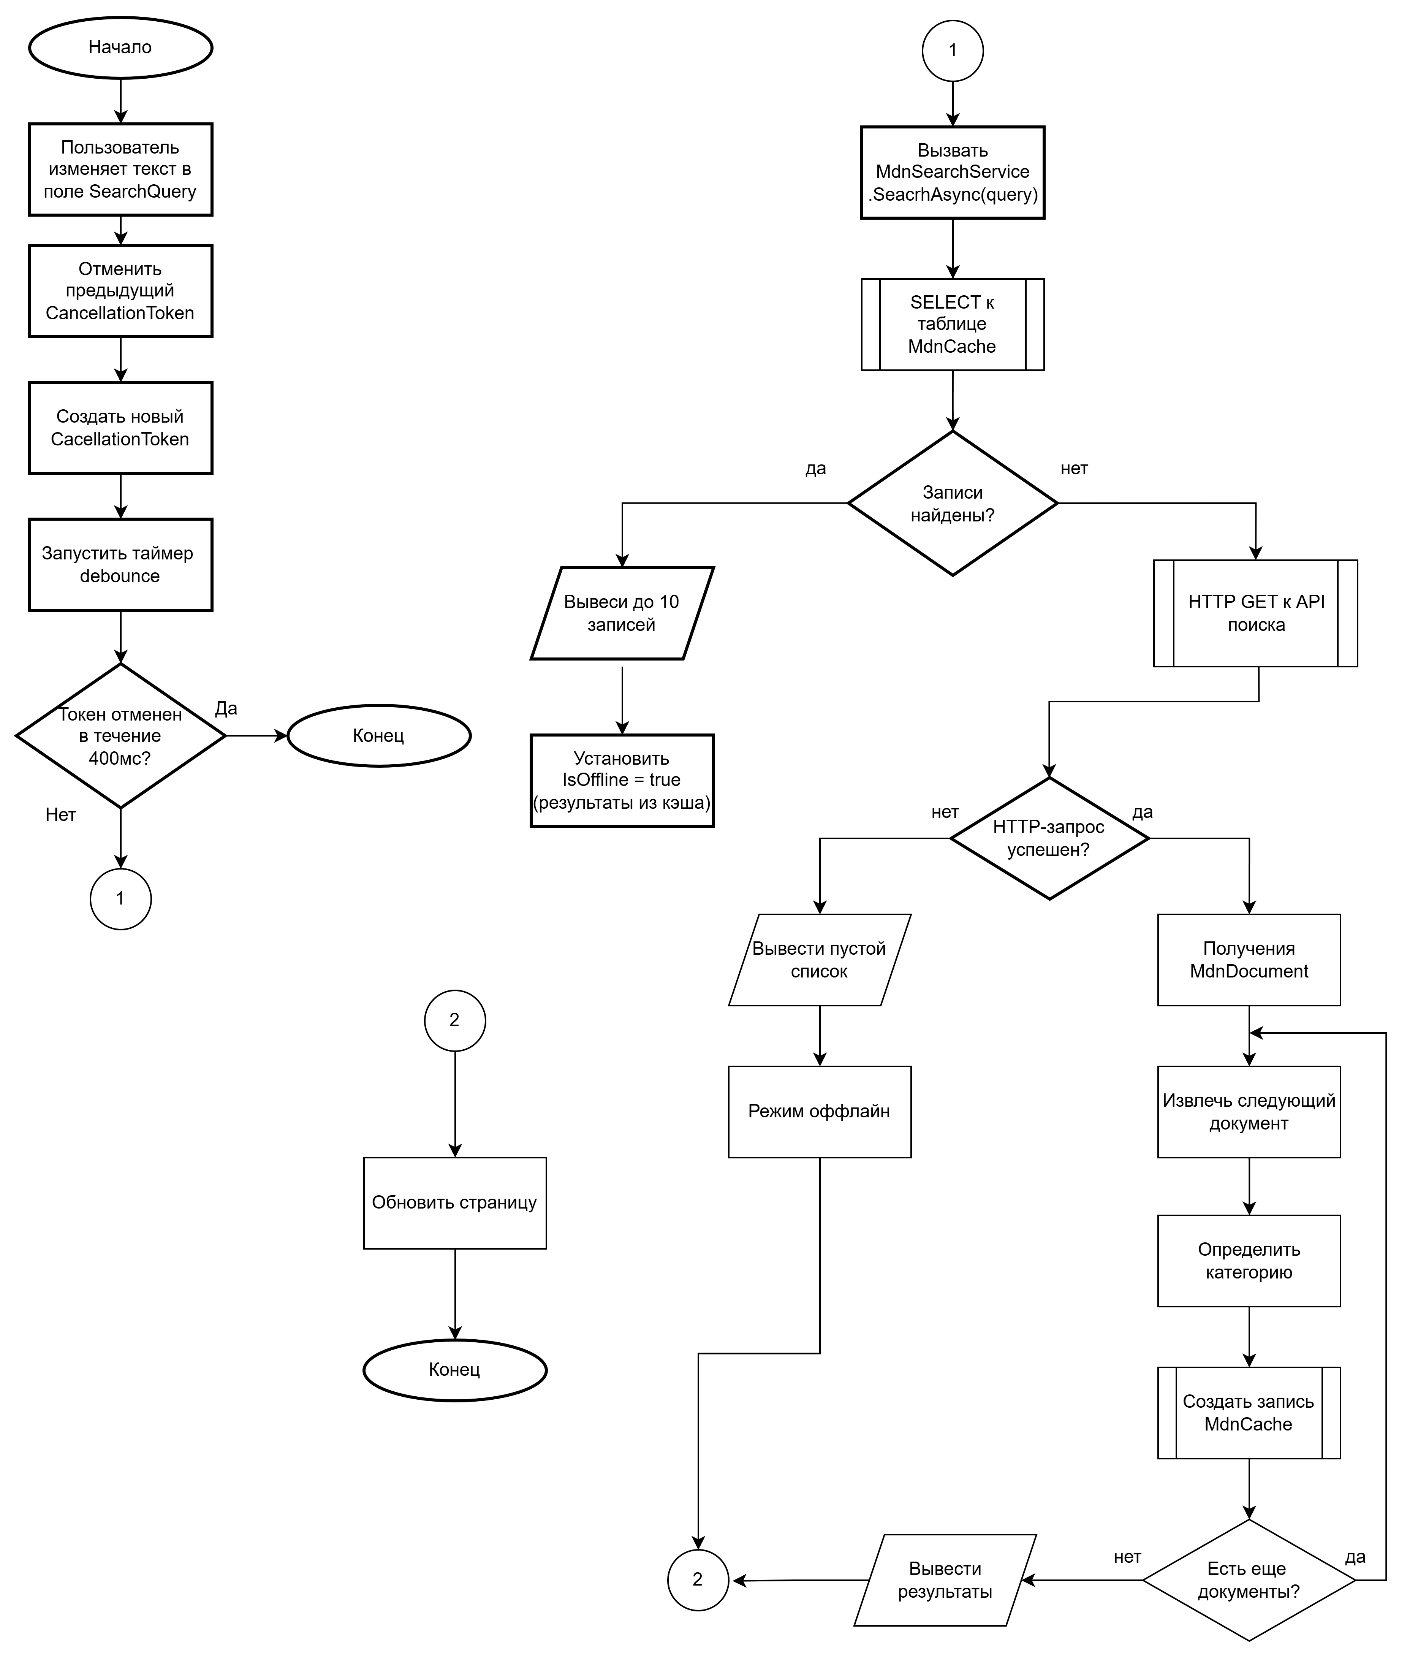 Начало
Пользователь
изменяет текст в
поле SearchQuery
Отменить
предыдущий
CancellationToken
Создать новый
CacellationToken
Запустить таймер
debounce
Токен отменен
в течение
400мс?
Да
Конец
Нет
1
1
Вызвать
MdnSearchService
.SeacrhAsync(query)
SELECT к
таблице
MdnCache
Записи
найдены?
да
нет
Вывеси до 10
записей
Установить
IsOffline = true
(результаты из кэша)
HTTP GET к API
поиска
HTTP-запрос
успешен?
нет
да
Вывести пустой
список
Режим оффлайн
Получения
MdnDocument
Извлечь следующий
документ
Определить
категорию
Создать запись
MdnCache
Есть еще
документы?
нет
да
Вывести
результаты
2
2
Обновить страницу
Конец